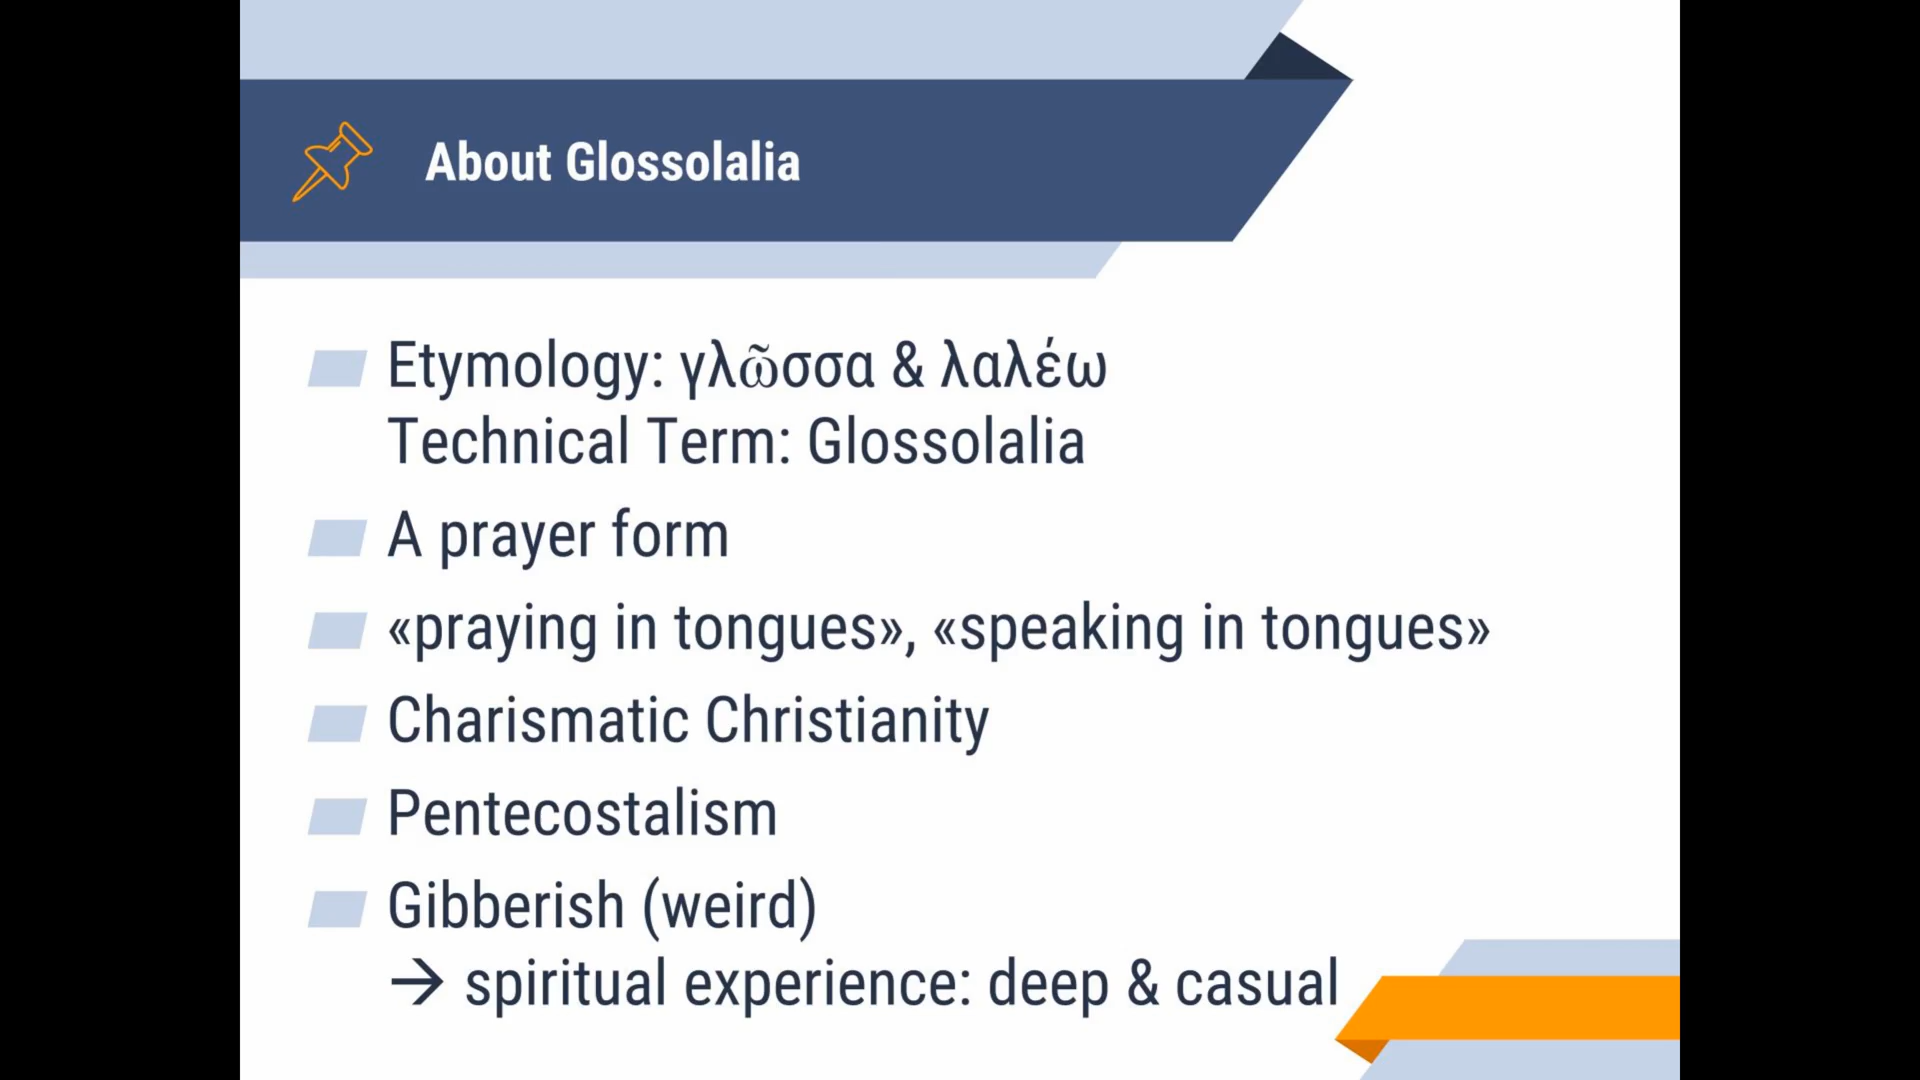 About Glossolalia
Etymology: γλῶσσα & λαλέω
Technical Term: Glossolalia
A prayer form
«praying in tongues», «speaking in tongues»
Charismatic Christianity
Pentecostalism
Gibberish (weird)
→ spiritual experience: deep & casual